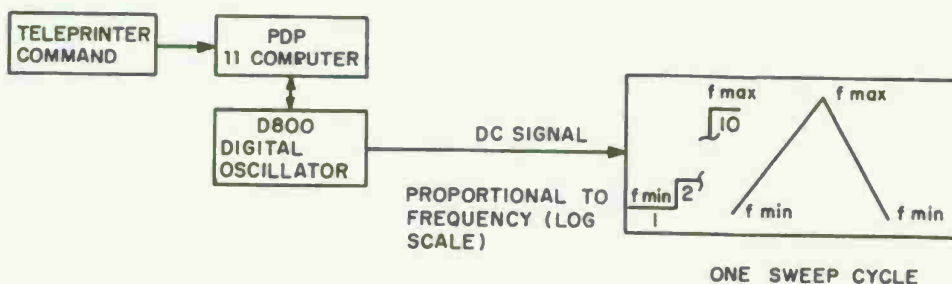 TELEPRINTER
COMMAND
PDP
11 COMPUTER
D800
DIGITAL
OSCILLATOR
DC SIGNAL
PROPORTIONAL TO
FREQUENCY (LOG
SCALE)
f max
10
f max
f min
1
2
f min
f min
ONE SWEEP CYCLE